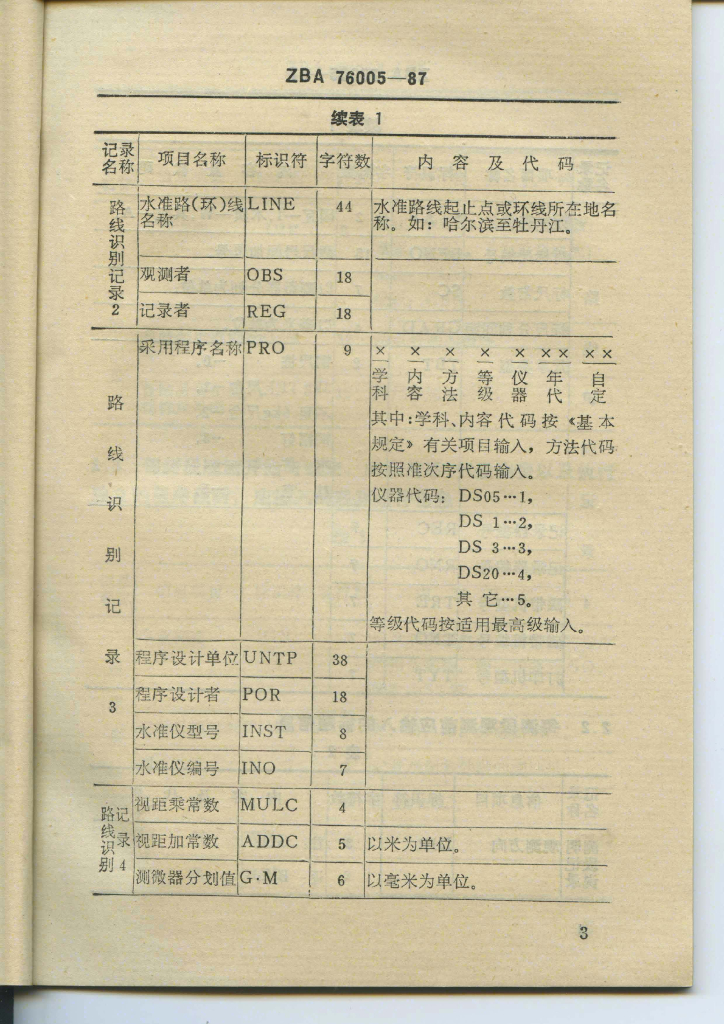 ZBA 76005—87
续表 1
记录名称 项目名称 标识符 字符数 内 容 及 代 码
路线识别记录2
水准路(环)线 LINE 44 水准路线起止点或环线所在地名
名称 称。如：哈尔滨至牡丹江。
观测者 OBS 18
记录者 REG 18
路线识别记录3
采用程序名称 PRO 9 × × × × × ×× ××
学 内 方 等 仪 年 自
科 容 法 级 器 代 定
其中：学科、内容代码按《基本
规定》有关项目输入，方法代码
按照准次序代码输入。
仪器代码：DS05…1，
DS 1…2，
DS 3…3，
DS20…4，
其 它…5。
等级代码按适用最高级输入。
程序设计单位 UNTP 38
程序设计者 POR 18
水准仪型号 INST 8
水准仪编号 INO 7
路线识别记录4
视距乘常数 MULC 4
视距加常数 ADDC 5 以米为单位。
测微器分划值 G·M 6 以毫米为单位。
3